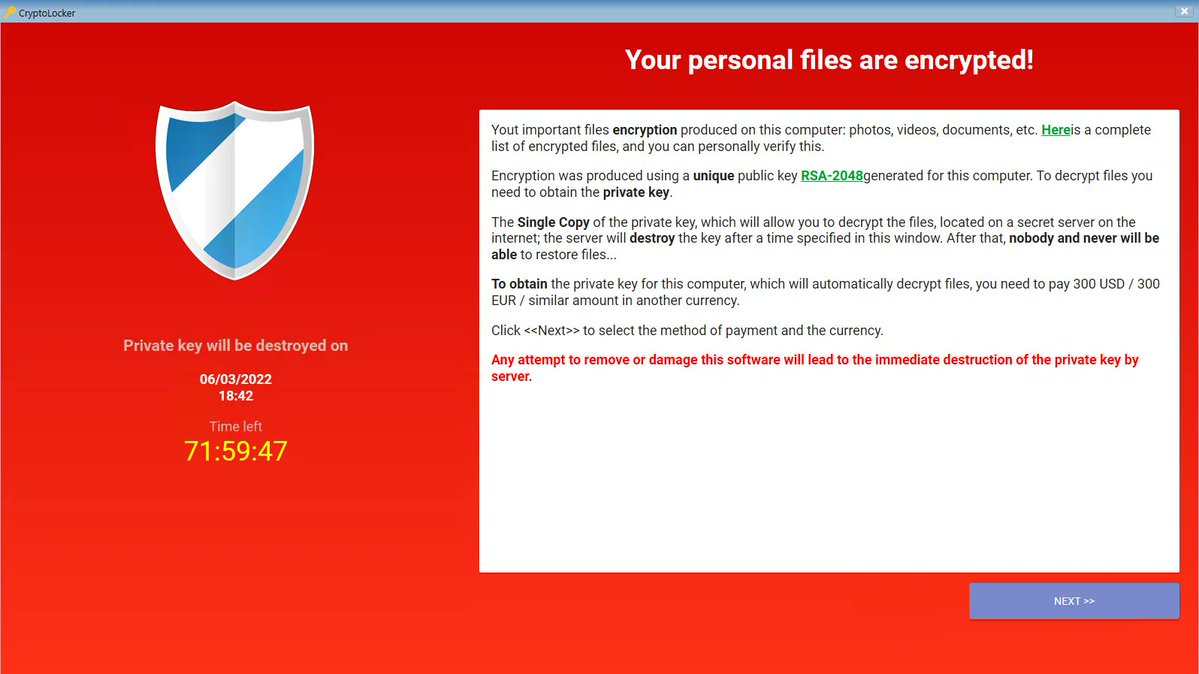 CryptoLocker
Your personal files are encrypted!
Yout important files encryption produced on this computer: photos, videos, documents, etc. Hereis a complete
list of encrypted files, and you can personally verify this.
Encryption was produced using a unique public key RSA-2048generated for this computer. To decrypt files you
need to obtain the private key.
The Single Copy of the private key, which will allow you to decrypt the files, located on a secret server on the
internet; the server will destroy the key after a time specified in this window. After that, nobody and never will be
able to restore files...
To obtain the private key for this computer, which will automatically decrypt files, you need to pay 300 USD / 300
EUR / similar amount in another currency.
Click <<Next>> to select the method of payment and the currency.
Any attempt to remove or damage this software will lead to the immediate destruction of the private key by
server.
Private key will be destroyed on
06/03/2022
18:42
Time left
71:59:47
NEXT >>